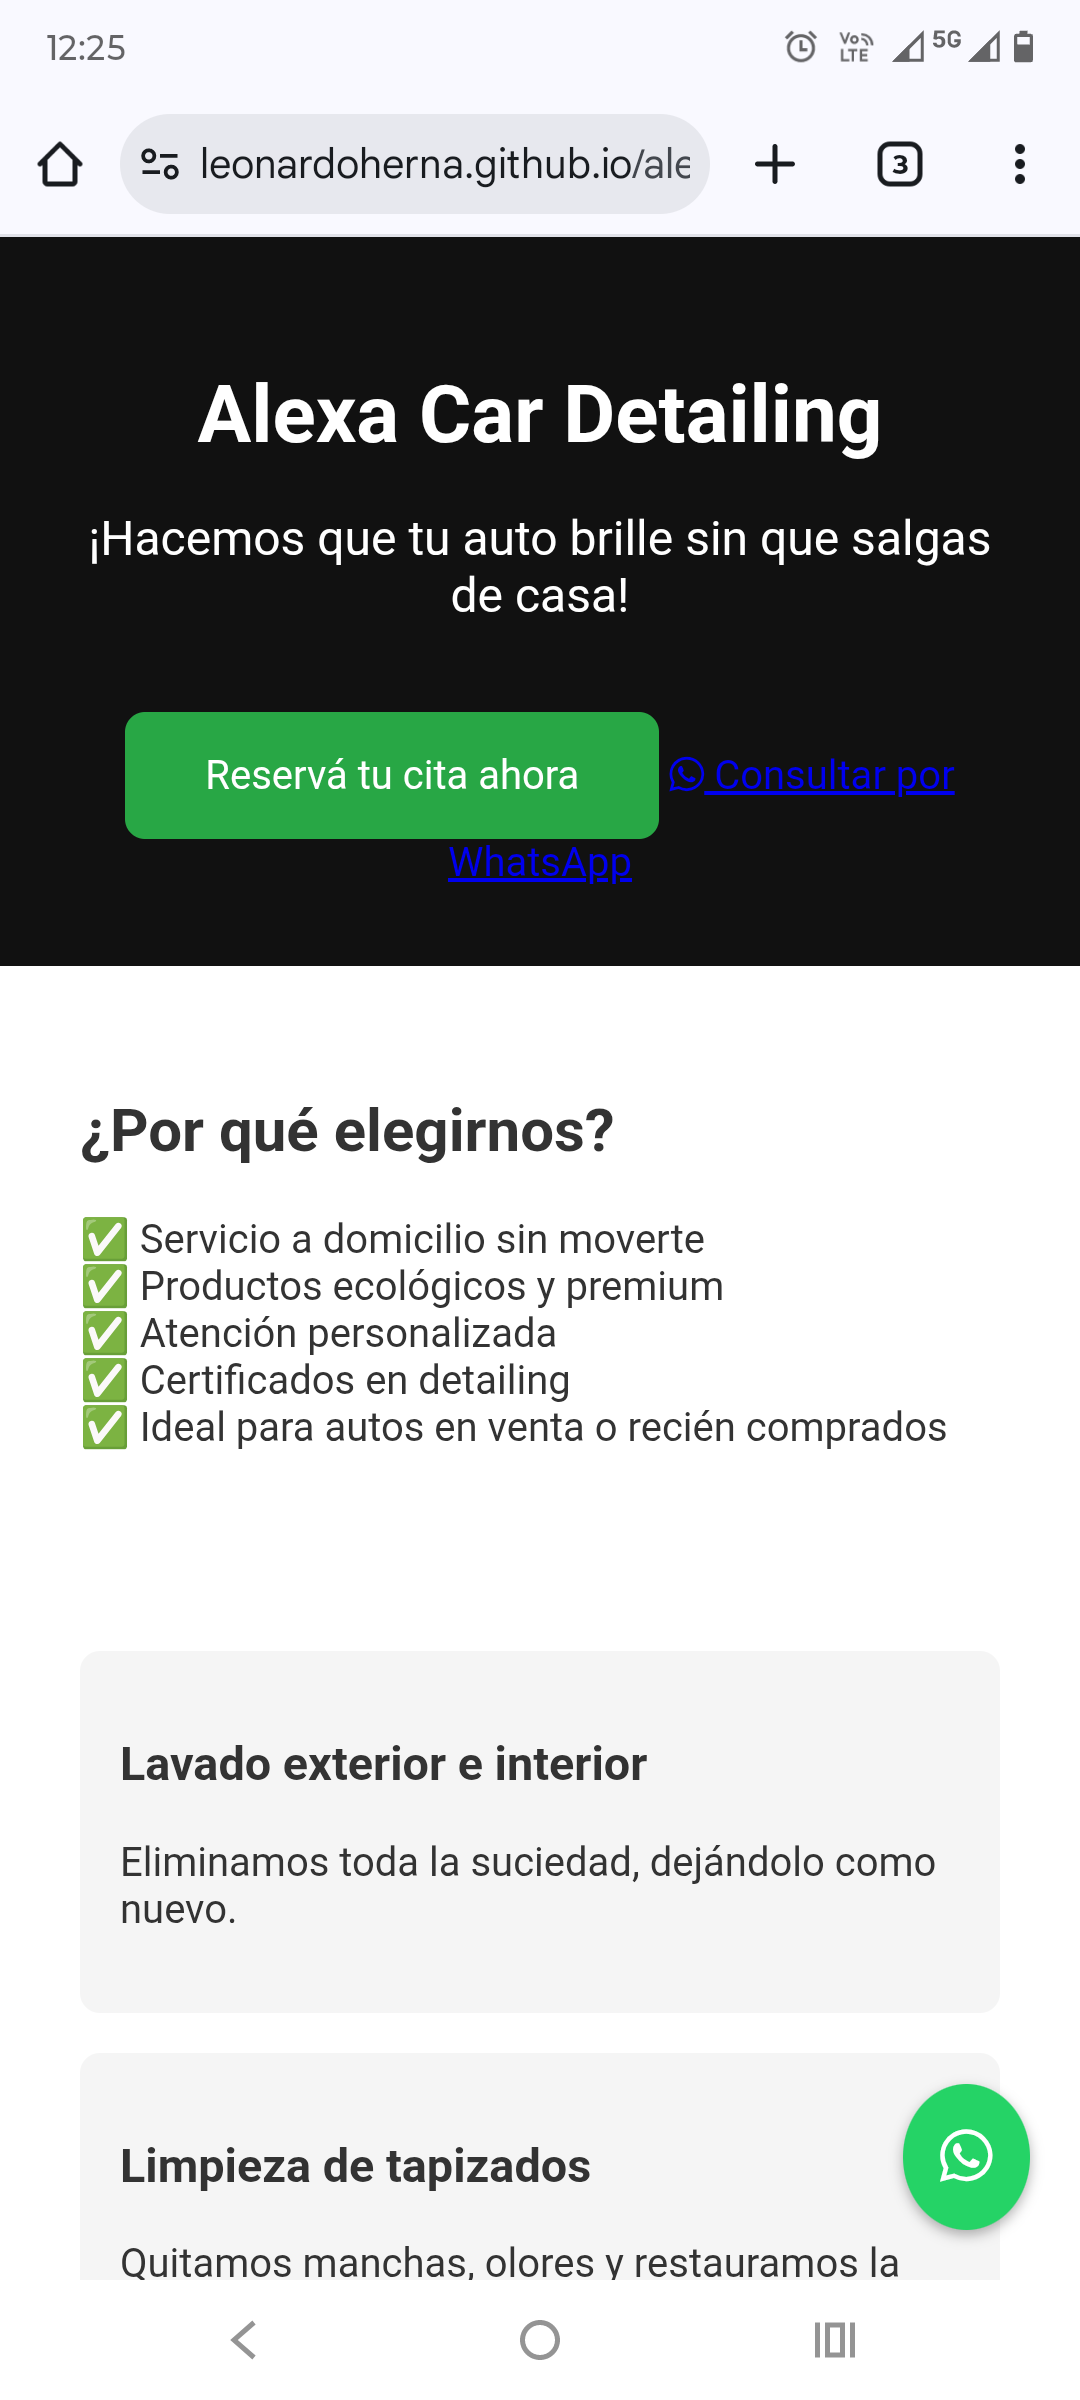 12:25
Vo LTE 5G
leonardoherna.github.io/ale
3
Alexa Car Detailing
¡Hacemos que tu auto brille sin que salgas
de casa!
Reservá tu cita ahora
Consultar por
WhatsApp
¿Por qué elegirnos?
✅ Servicio a domicilio sin moverte
✅ Productos ecológicos y premium
✅ Atención personalizada
✅ Certificados en detailing
✅ Ideal para autos en venta o recién comprados
Lavado exterior e interior
Eliminamos toda la suciedad, dejándolo como
nuevo.
Limpieza de tapizados
Quitamos manchas, olores y restauramos la